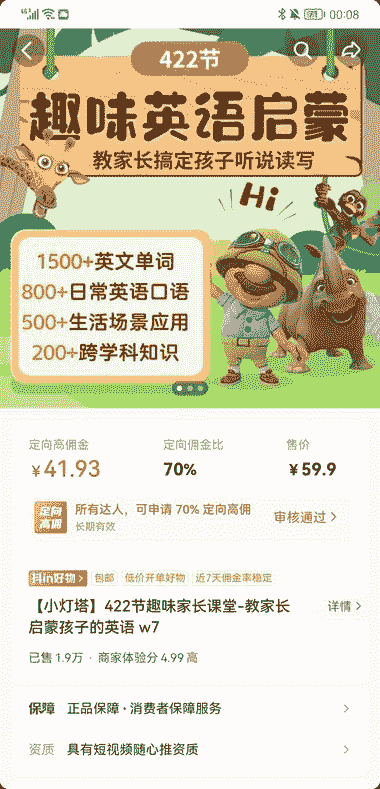 00:08
422节
趣味英语启蒙
教家长搞定孩子听说读写
Hi
1500+英文单词
800+日常英语口语
500+生活场景应用
200+跨学科知识
定向高佣金 定向佣金比 售价
¥41.93 70% ¥59.9
定向高佣 所有达人，可申请 70% 定向高佣 审核通过
长期有效
抖in好物 包邮 低价开单好物 近7天佣金率稳定
【小灯塔】422节趣味家长课堂-教家长 详情
启蒙孩子的英语 w7
已售 1.9万 · 商家体验分 4.99 高
保障 正品保障 · 消费者保障服务
资质 具有短视频随心推资质